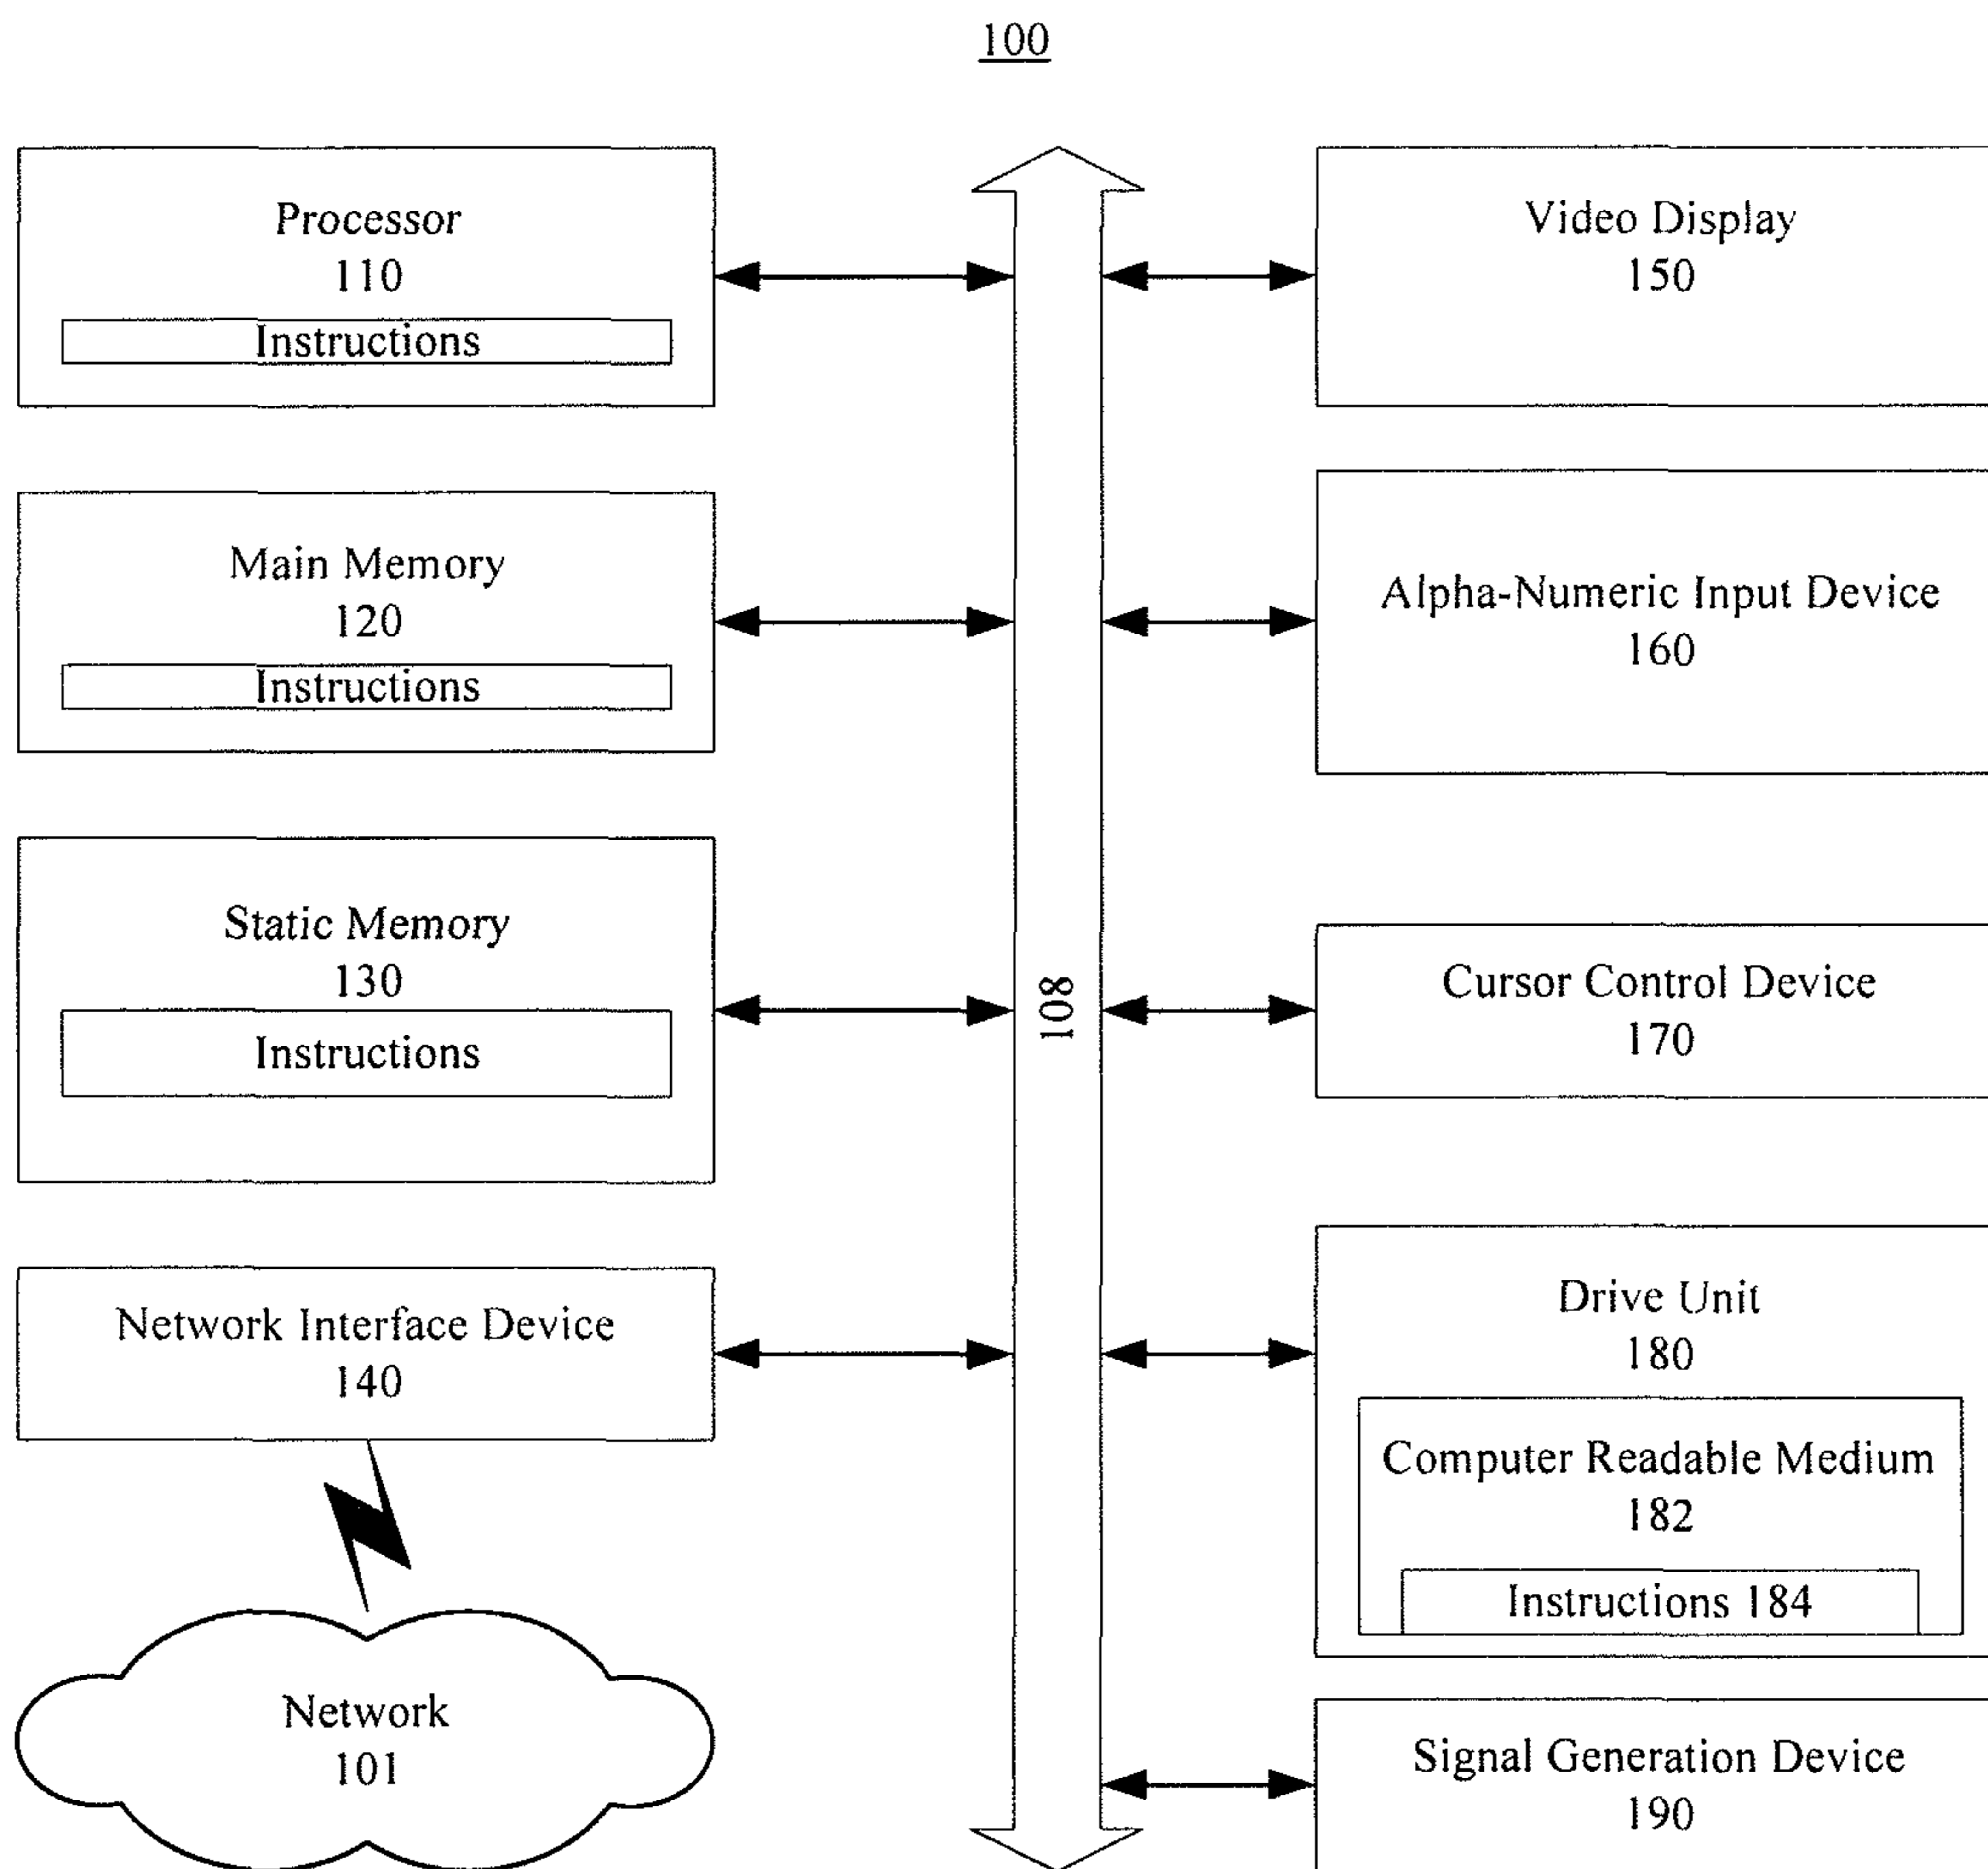 100
Processor
110
Instructions
Main Memory
120
Instructions
Static Memory
130
Instructions
Network Interface Device
140
Network
101
108
Video Display
150
Alpha-Numeric Input Device
160
Cursor Control Device
170
Drive Unit
180
Computer Readable Medium
182
Instructions 184
Signal Generation Device
190